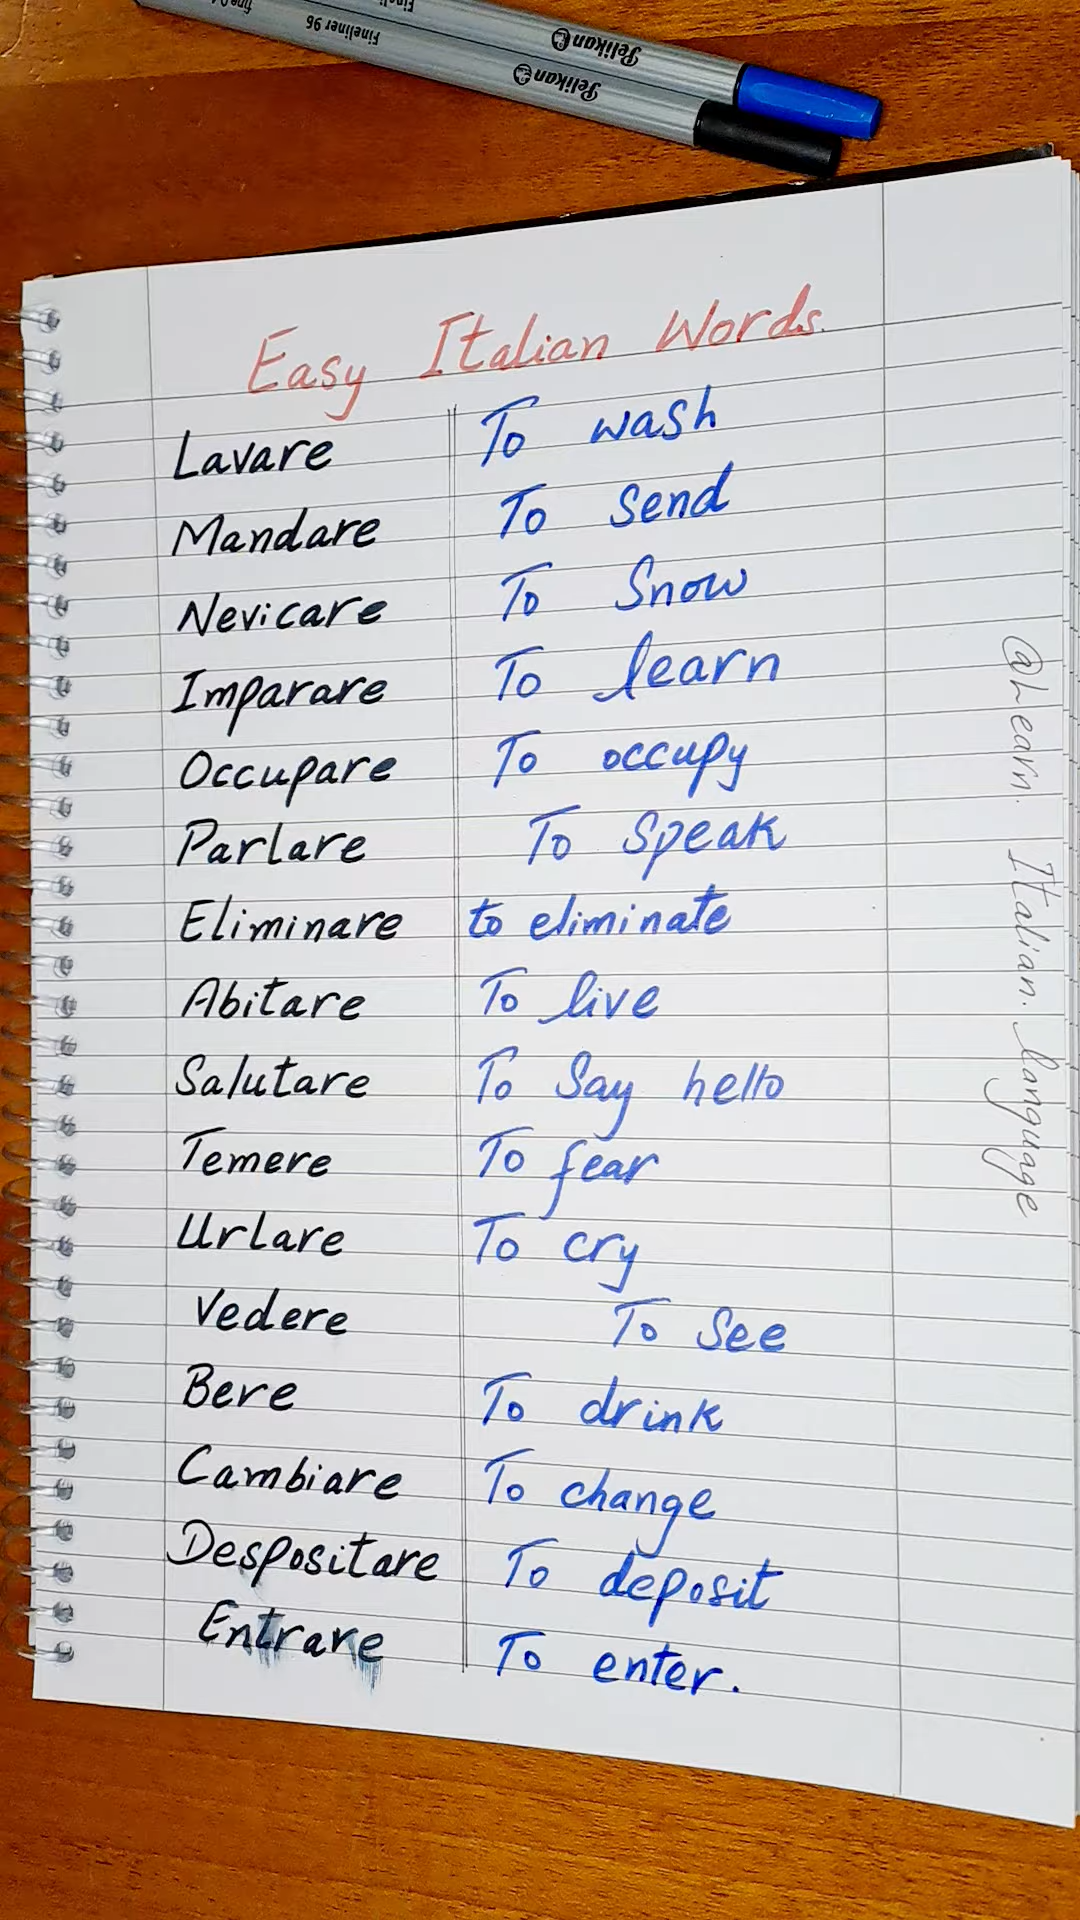 Fineliner 96
Pelikan
Pelikan
Easy Italian Words.
Lavare To wash
Mandare To send
Nevicare To Snow
Imparare To learn
Occupare To occupy
Parlare To Speak
Eliminare to eliminate
Abitare To live
Salutare To Say hello
Temere To fear
Urlare To cry
Vedere To See
Bere To drink
Cambiare To change
Despositare To deposit
Entrare To enter.
@Learn. Italian. language